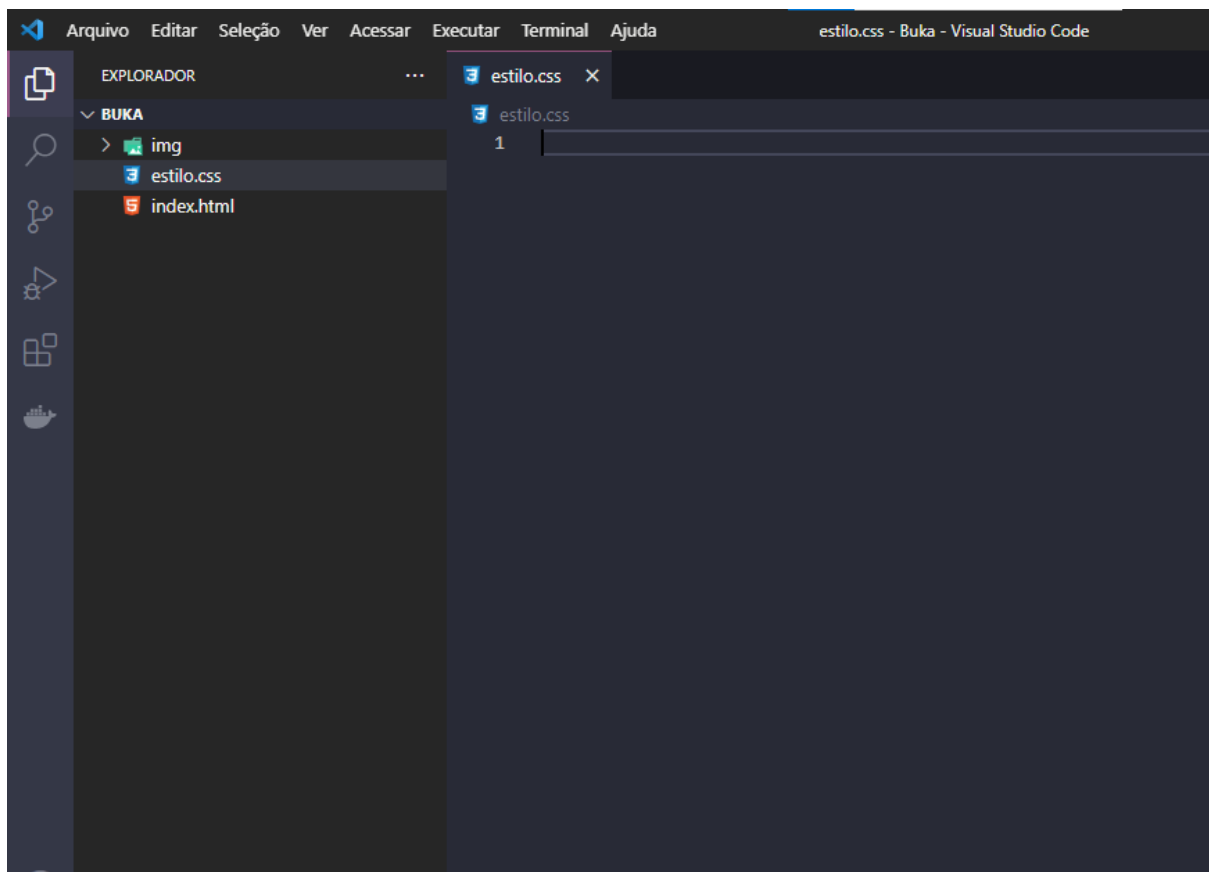 Arquivo Editar Seleção Ver Acessar Executar Terminal Ajuda estilo.css - Buka - Visual Studio Code
EXPLORADOR ··· estilo.css
BUKA
img
estilo.css
index.html
estilo.css
1